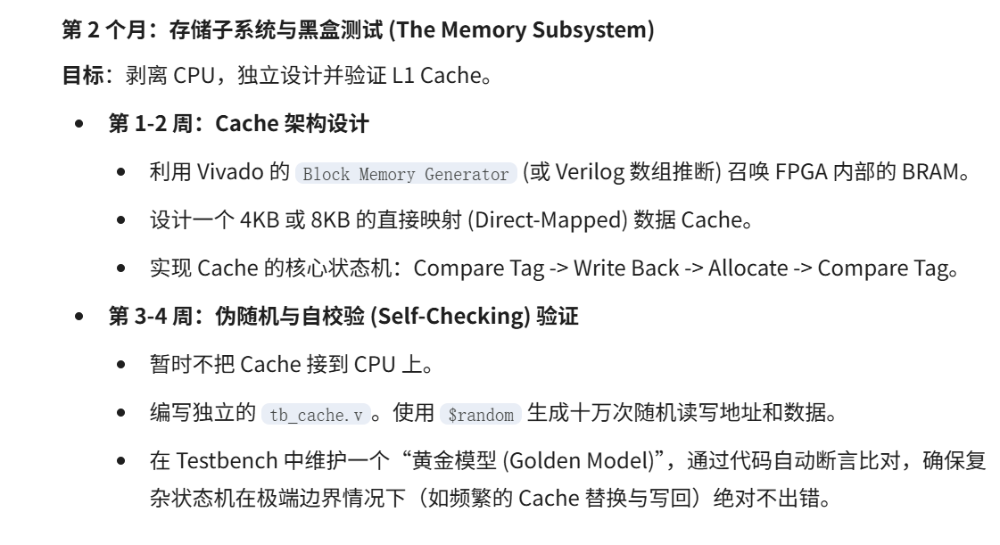 第 2 个月：存储子系统与黑盒测试 (The Memory Subsystem)
目标：剥离 CPU，独立设计并验证 L1 Cache。
• 第 1-2 周：Cache 架构设计
• 利用 Vivado 的 Block Memory Generator (或 Verilog 数组推断) 召唤 FPGA 内部的 BRAM。
• 设计一个 4KB 或 8KB 的直接映射 (Direct-Mapped) 数据 Cache。
• 实现 Cache 的核心状态机：Compare Tag -> Write Back -> Allocate -> Compare Tag。
• 第 3-4 周：伪随机与自校验 (Self-Checking) 验证
• 暂时不把 Cache 接到 CPU 上。
• 编写独立的 tb_cache.v 。使用 $random 生成十万次随机读写地址和数据。
• 在 Testbench 中维护一个“黄金模型 (Golden Model)”，通过代码自动断言比对，确保复
杂状态机在极端边界情况下（如频繁的 Cache 替换与写回）绝对不出错。